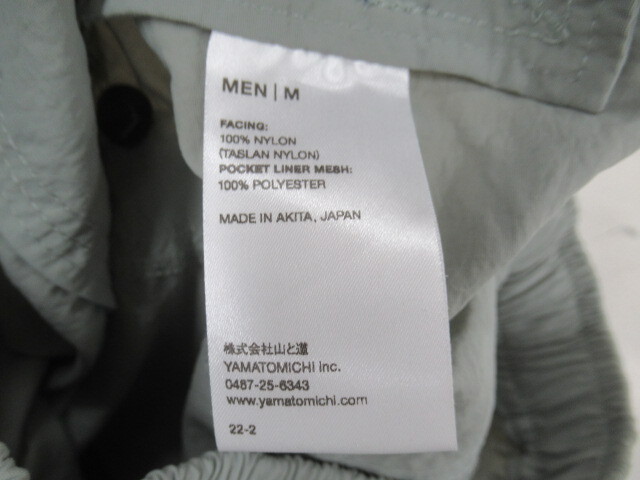 MEN | M
FACING:
100% NYLON
(TASLAN NYLON)
POCKET LINER MESH:
100% POLYESTER
MADE IN AKITA, JAPAN
株式会社山と道
YAMATOMICHI inc.
0467-25-6343
www.yamatomichi.com
22-2